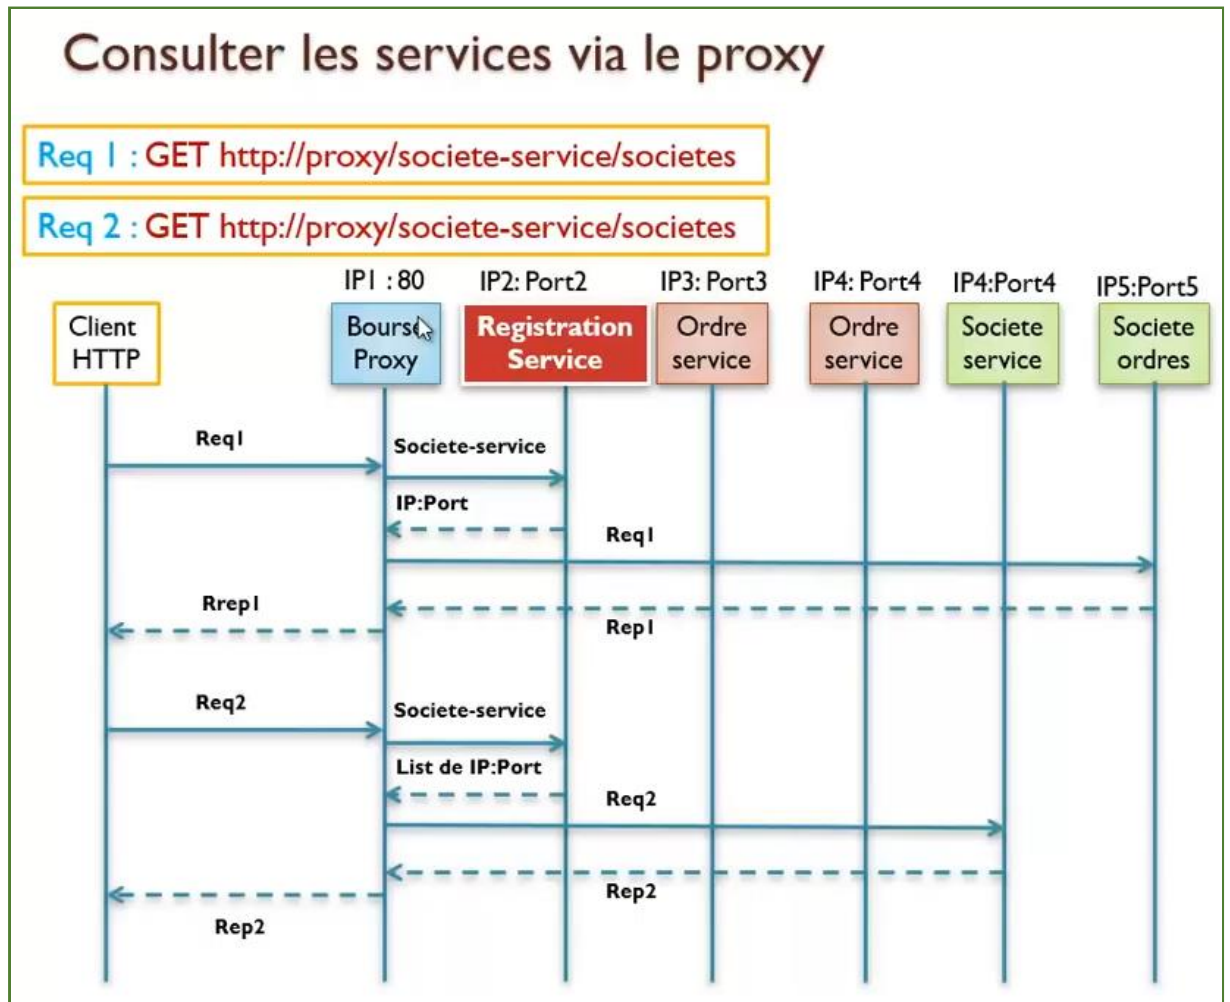 Consulter les services via le proxy
Req 1 : GET http://proxy/societe-service/societes
Req 2 : GET http://proxy/societe-service/societes
IP1 :80
IP2: Port2
IP3: Port3
IP4: Port4
IP4:Port4
IP5:Port5
Client
HTTP
Bourse
Proxy
Registration
Service
Ordre
service
Ordre
service
Societe
service
Societe
ordres
Req1
Societe-service
IP:Port
Req1
Rrep1
Rep1
Req2
Societe-service
List de IP:Port
Req2
Rep2
Rep2